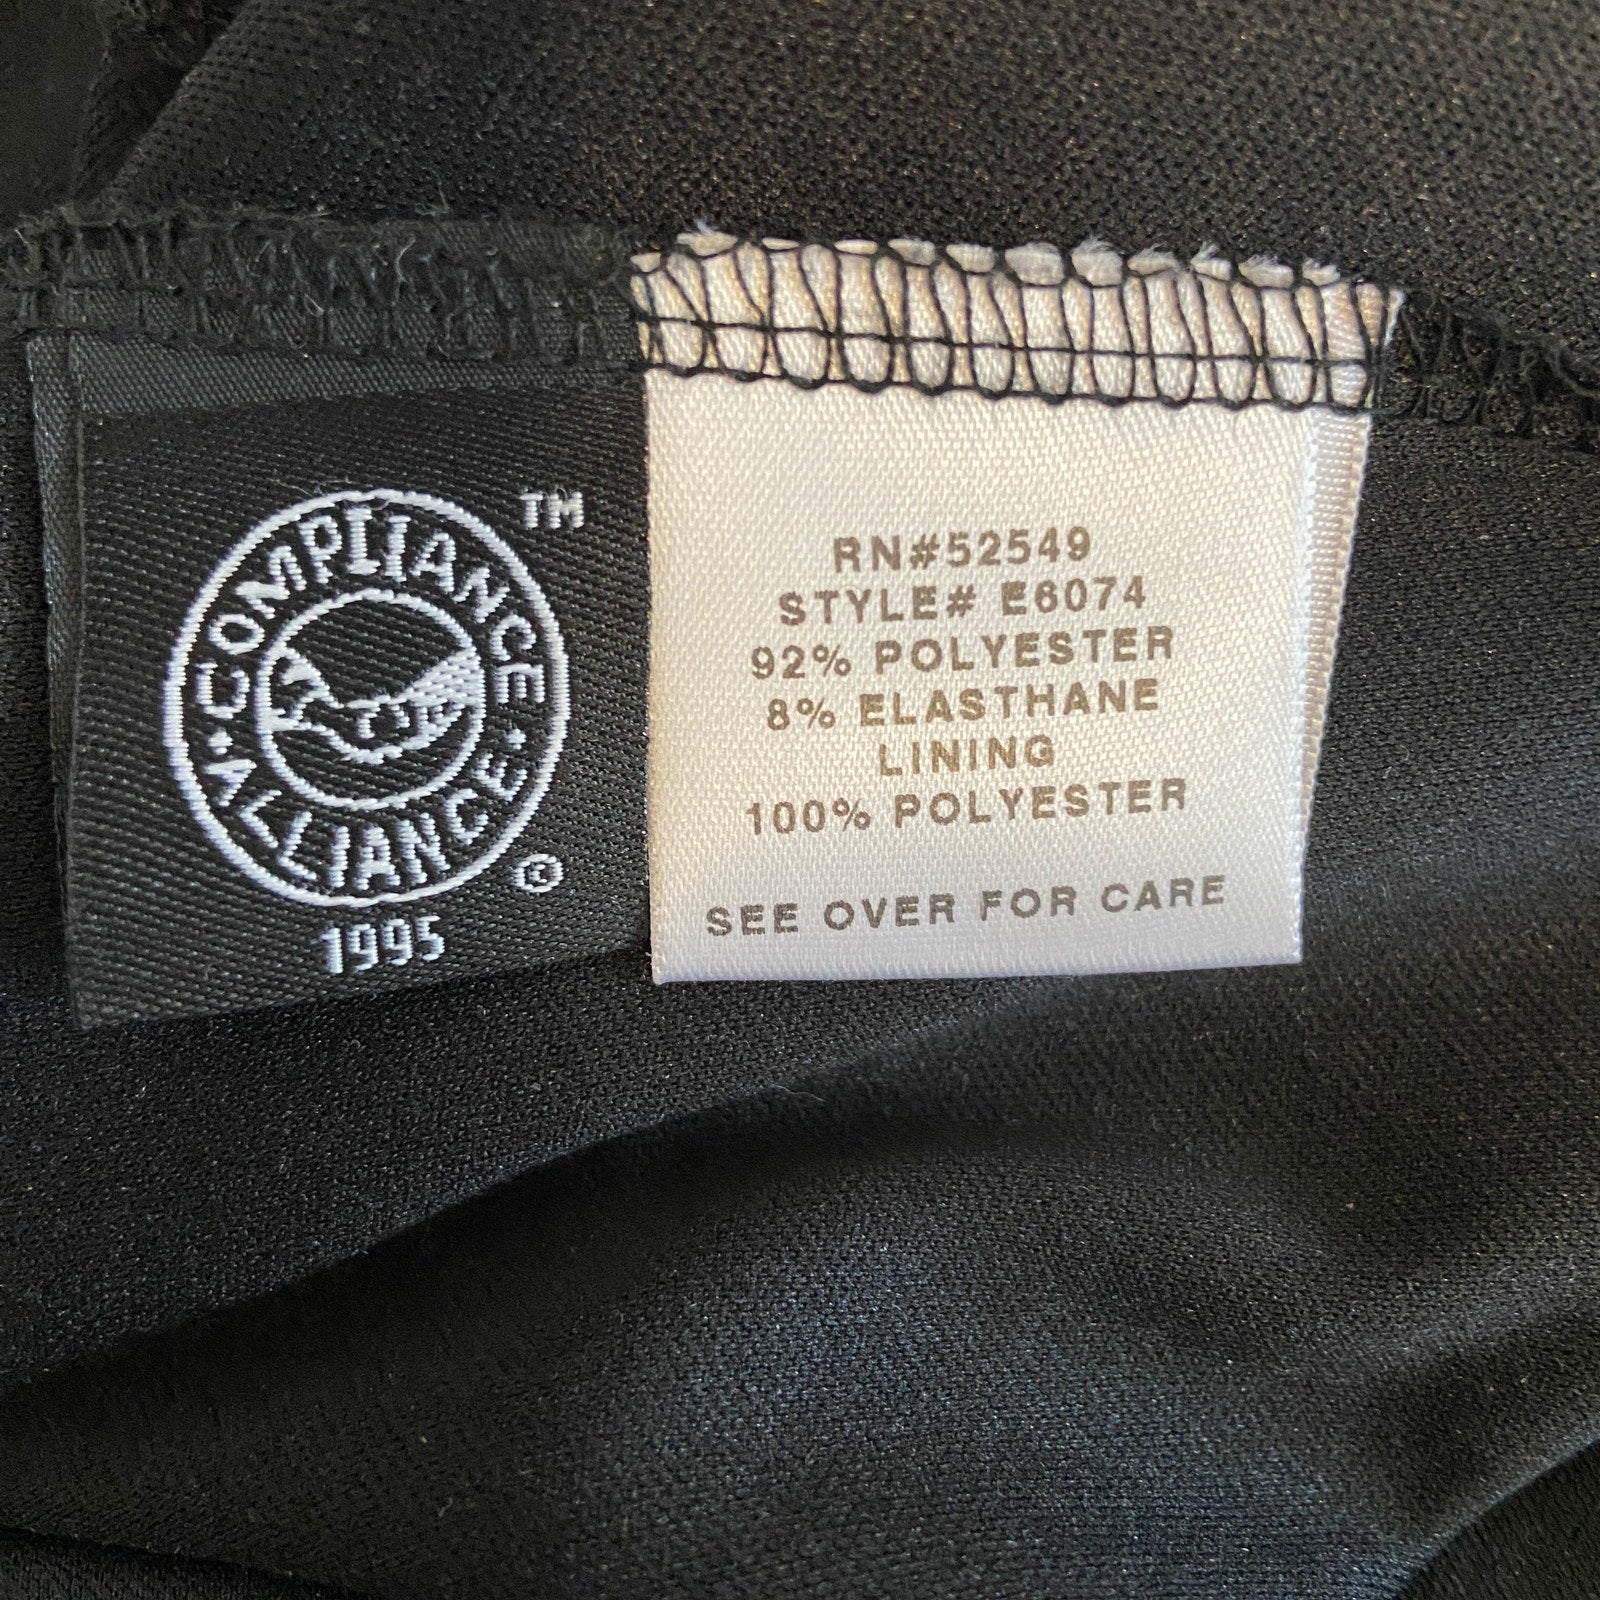 COMPLIANCE
ALLIANCE
TM
©
1995
RN#52549
STYLE# E6074
92% POLYESTER
8% ELASTHANE
LINING
100% POLYESTER
SEE OVER FOR CARE